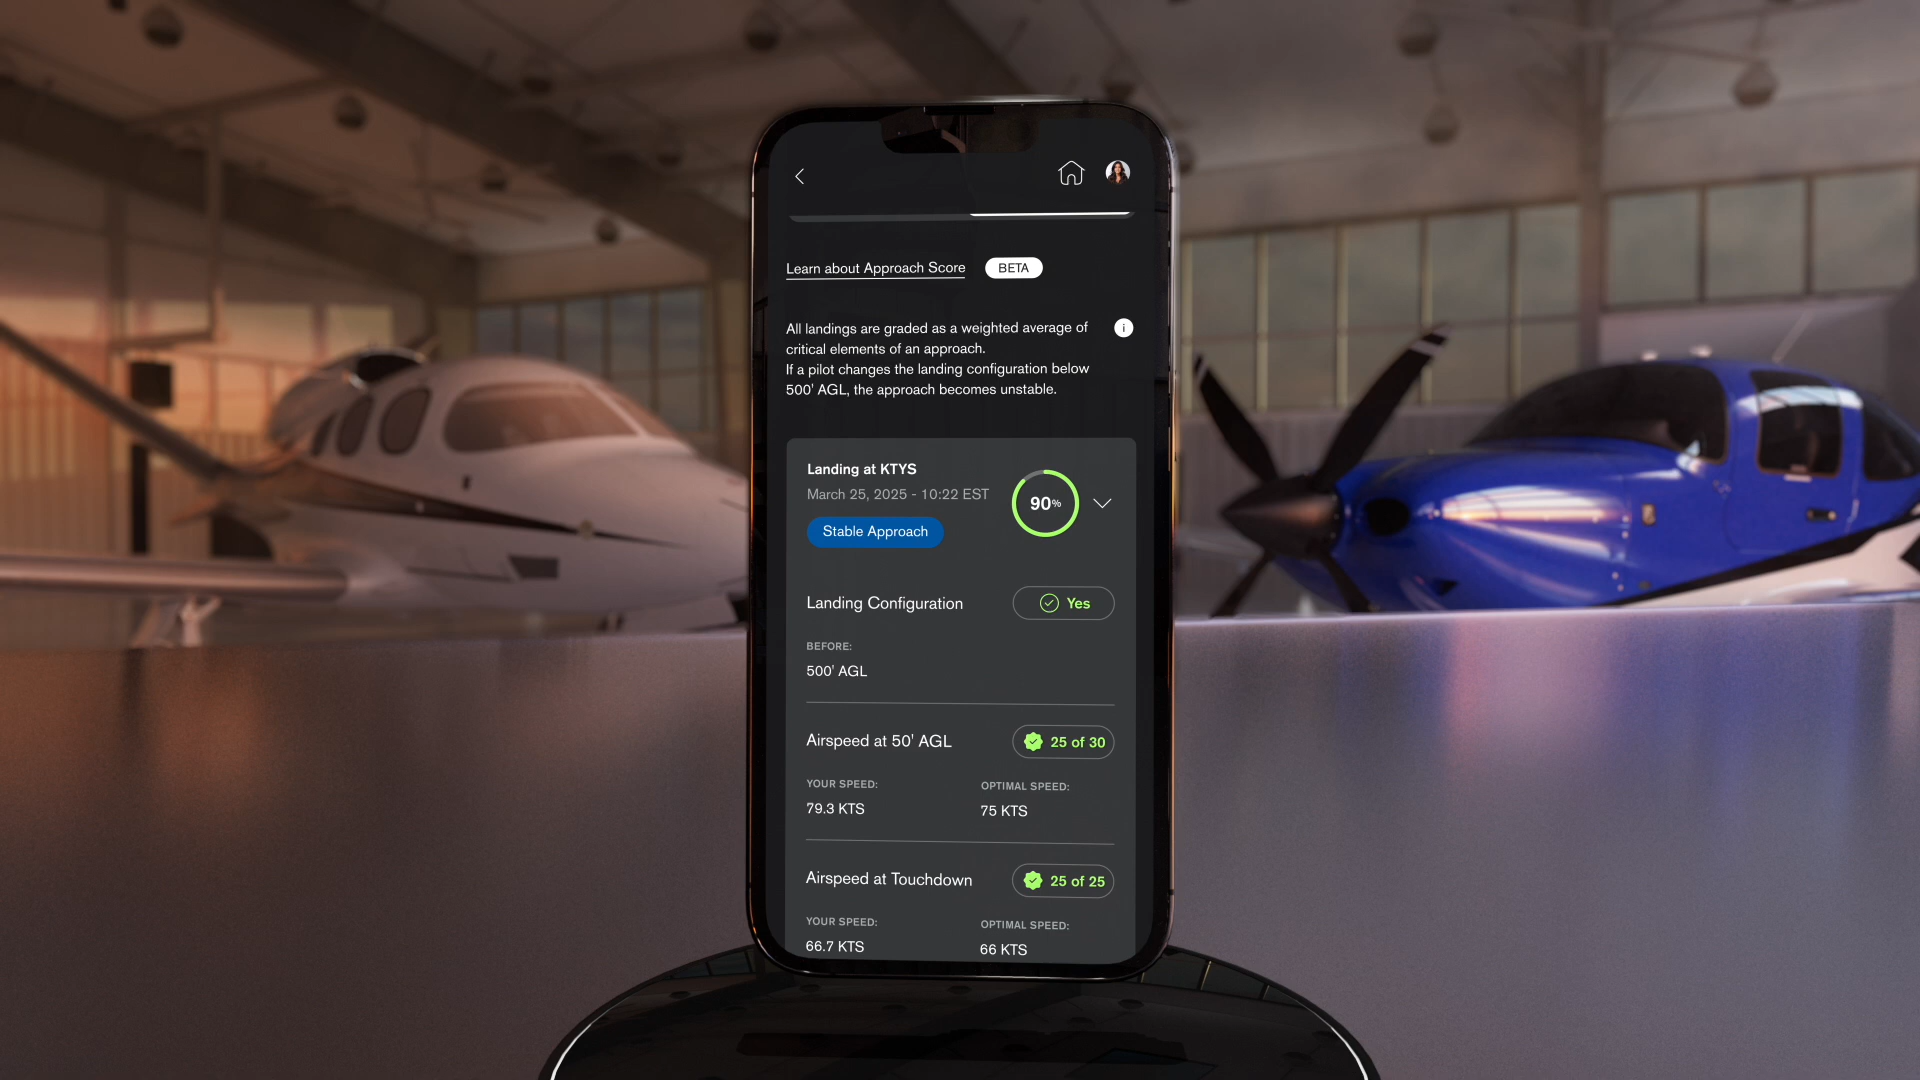 Learn about Approach Score BETA
All landings are graded as a weighted average of
critical elements of an approach.
If a pilot changes the landing configuration below
500' AGL, the approach becomes unstable.
i
Landing at KTYS
March 25, 2025 - 10:22 EST
90%
Stable Approach
Landing Configuration Yes
BEFORE:
500' AGL
Airspeed at 50' AGL 25 of 30
YOUR SPEED: OPTIMAL SPEED:
79.3 KTS 75 KTS
Airspeed at Touchdown 25 of 25
YOUR SPEED: OPTIMAL SPEED:
66.7 KTS 66 KTS